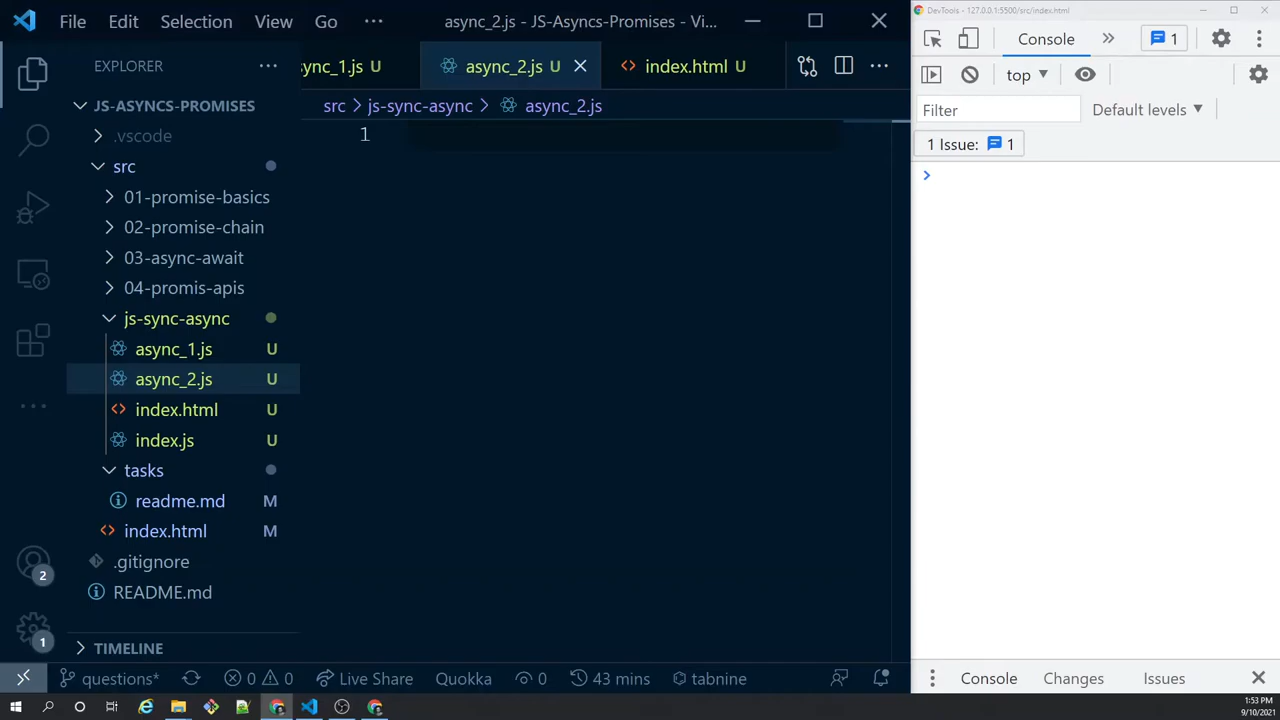 File Edit Selection View Go ··· async_2.js - JS-Asyncs-Promises - Vi...
EXPLORER ···
JS-ASYNCS-PROMISES
.vscode
src
01-promise-basics
02-promise-chain
03-async-await
04-promis-apis
js-sync-async
async_1.js U
async_2.js U
index.html U
index.js U
tasks
readme.md M
index.html M
.gitignore
README.md
TIMELINE
2
1
ync_1.js U async_2.js U index.html U ···
src > js-sync-async > async_2.js
1
questions* 0 0 Live Share Quokka 0 43 mins tabnine
DevTools - 127.0.0.1:5500/src/index.html
Console » 1
top
Filter Default levels
1 Issue: 1
>
Console Changes Issues
1:53 PM
9/10/2021